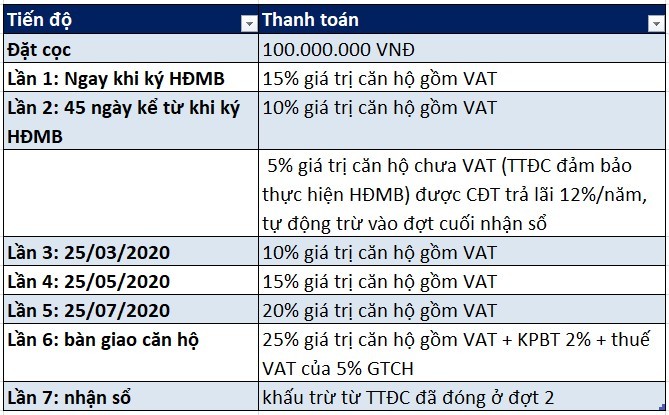 Tiến độ
Thanh toán
Đặt cọc
100.000.000 VNĐ
Lần 1: Ngay khi ký HĐMB
15% giá trị căn hộ gồm VAT
Lần 2: 45 ngày kể từ khi ký
HĐMB
10% giá trị căn hộ gồm VAT
5% giá trị căn hộ chưa VAT (TTĐC đảm bảo
thực hiện HĐMB) được CĐT trả lãi 12%/năm,
tự động trừ vào đợt cuối nhận sổ
Lần 3: 25/03/2020
10% giá trị căn hộ gồm VAT
Lần 4: 25/05/2020
15% giá trị căn hộ gồm VAT
Lần 5: 25/07/2020
20% giá trị căn hộ gồm VAT
Lần 6: bàn giao căn hộ
25% giá trị căn hộ gồm VAT + KPBT 2% + thuế
VAT của 5% GTCH
Lần 7: nhận sổ
khấu trừ từ TTĐC đã đóng ở đợt 2